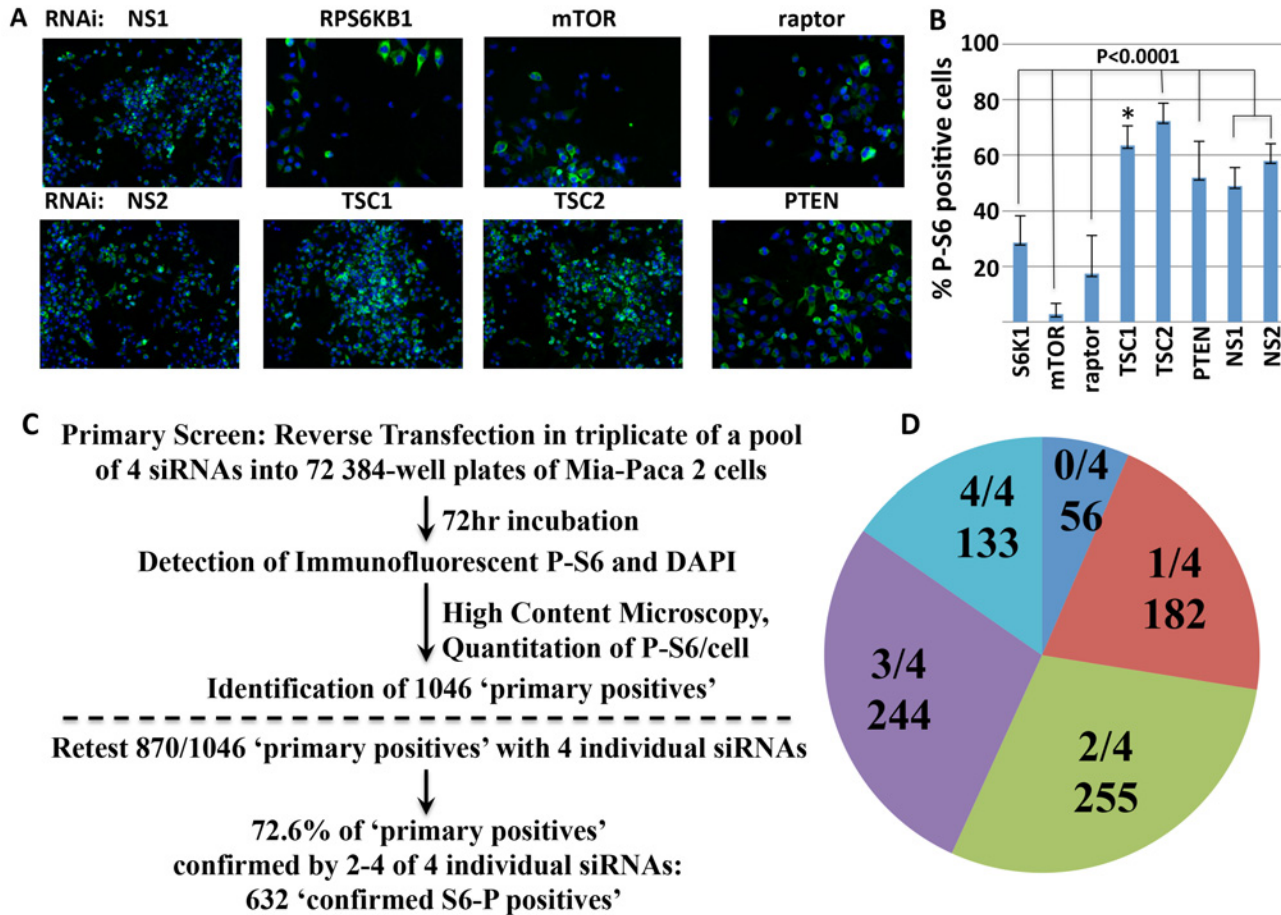 A
RNAi: NS1
RPS6KB1
mTOR
raptor
RNAi: NS2
TSC1
TSC2
PTEN
B
% P-S6 positive cells
100
80
60
40
20
P<0.0001
*
S6K1
mTOR
raptor
TSC1
TSC2
PTEN
NS1
NS2
C
Primary Screen: Reverse Transfection in triplicate of a pool
of 4 siRNAs into 72 384-well plates of Mia-Paca 2 cells
72hr incubation
Detection of Immunofluorescent P-S6 and DAPI
High Content Microscopy,
Quantitation of P-S6/cell
Identification of 1046 ‘primary positives’
Retest 870/1046 ‘primary positives’ with 4 individual siRNAs
72.6% of ‘primary positives’
confirmed by 2-4 of 4 individual siRNAs:
632 ‘confirmed S6-P positives’
D
0/4
56
1/4
182
2/4
255
3/4
244
4/4
133